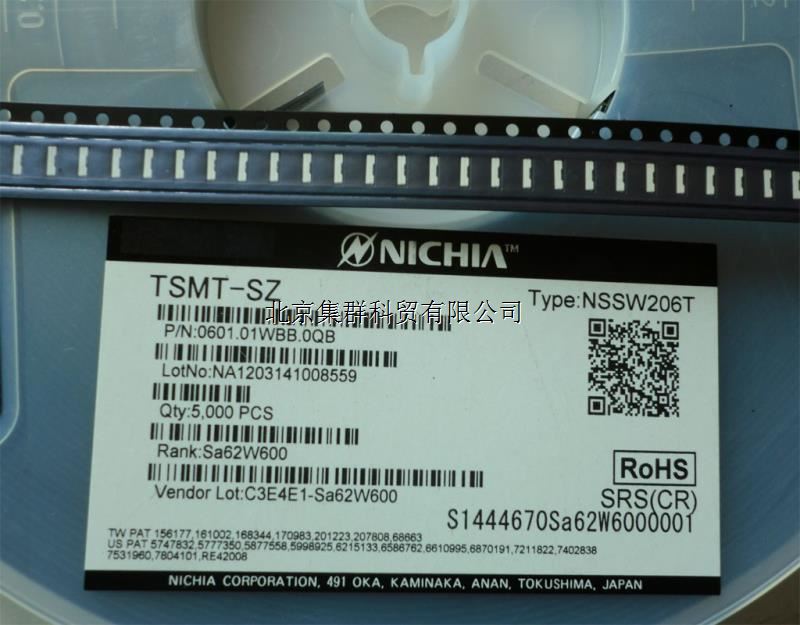 NICHIA™
TSMT-SZ
Type:NSSW206T
北京集群科贸有限公司
P/N:0601.01WBB.0QB
LotNo:NA1203141008559
Qty:5,000 PCS
Rank:Sa62W600
Vendor Lot:C3E4E1-Sa62W600
RoHS
SRS(CR)
S1444670Sa62W6000001
TW PAT 156177,161002,168344,170983,201223,207808,68663
US PAT 5747832,5777350,5877558,5998925,6215133,6586762,6610995,6870191,7211822,7402838
7531960,7804101,RE42008
NICHIA CORPORATION, 491 OKA, KAMINAKA, ANAN, TOKUSHIMA, JAPAN